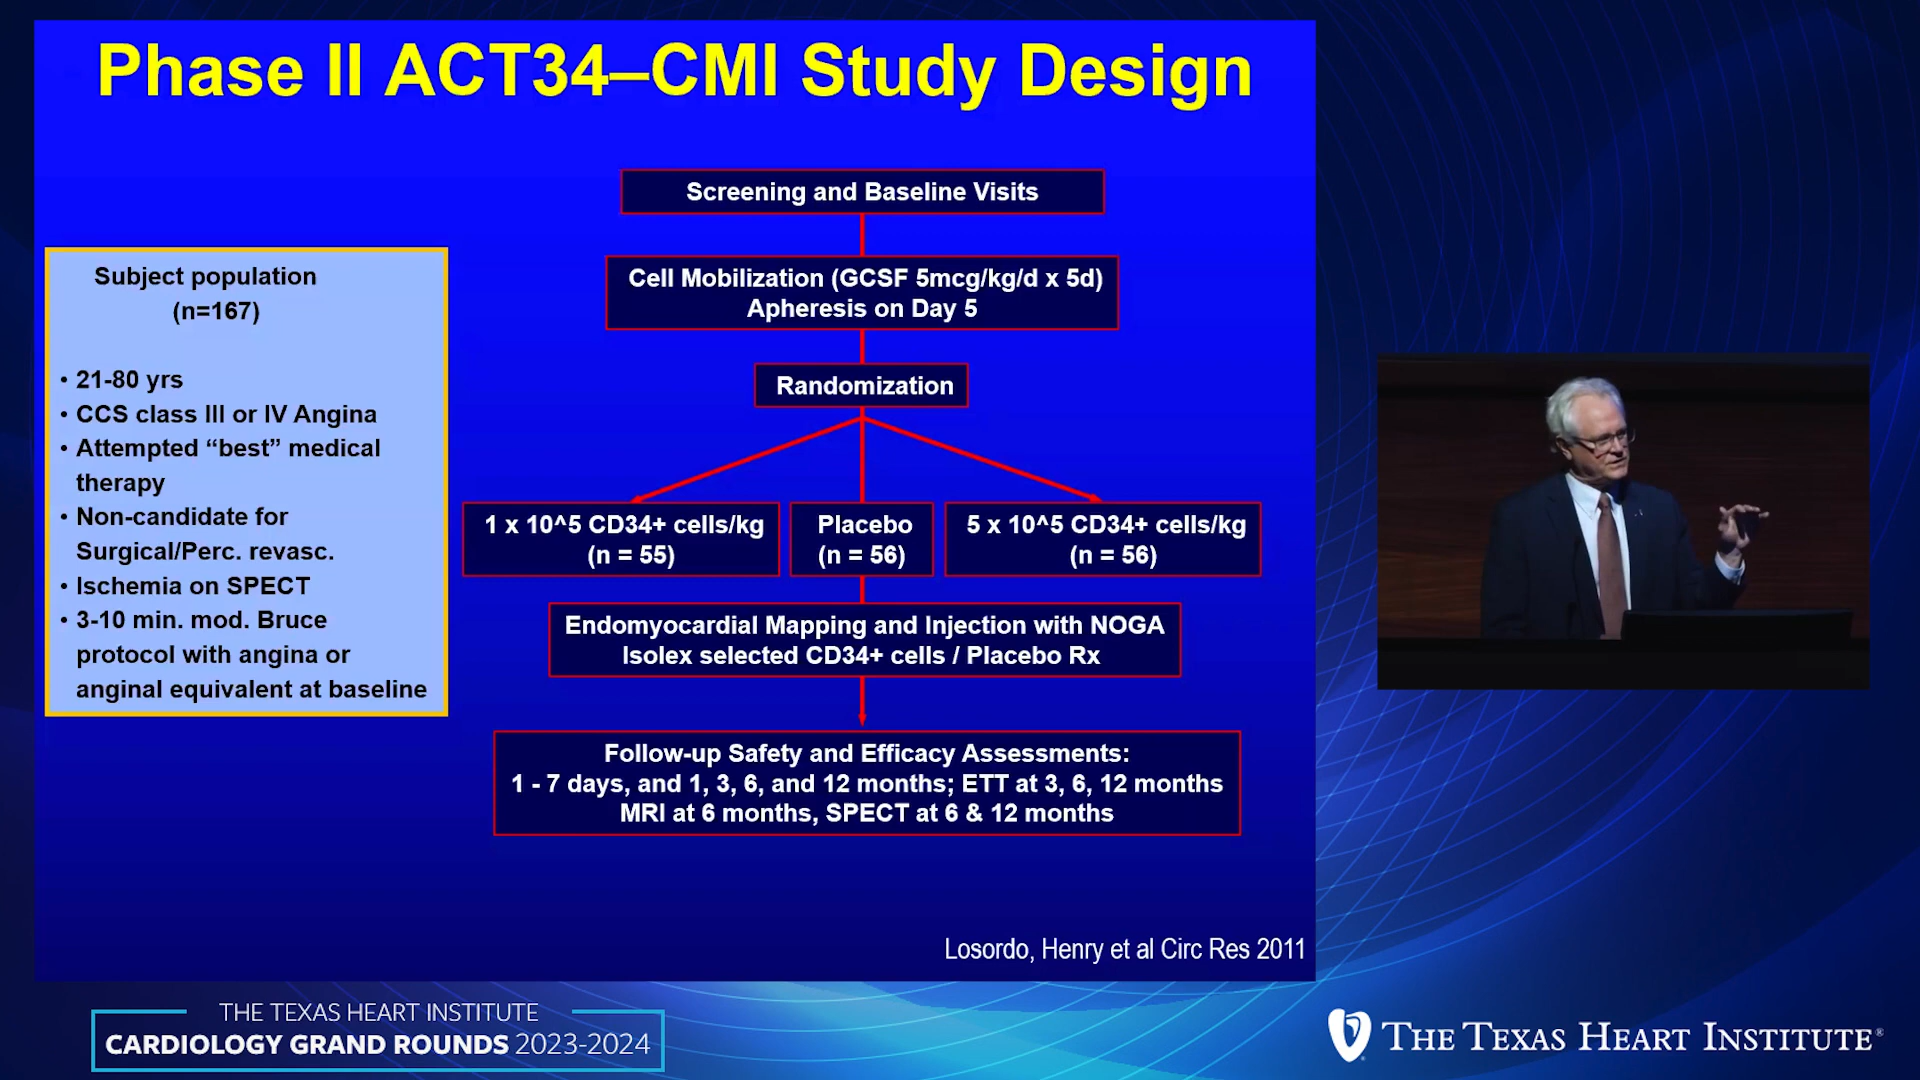 Phase II ACT34–CMI Study Design
Screening and Baseline Visits
Cell Mobilization (GCSF 5mcg/kg/d x 5d)
Apheresis on Day 5
Randomization
1 x 10^5 CD34+ cells/kg
(n = 55)
Placebo
(n = 56)
5 x 10^5 CD34+ cells/kg
(n = 56)
Endomyocardial Mapping and Injection with NOGA
Isolex selected CD34+ cells / Placebo Rx
Follow-up Safety and Efficacy Assessments:
1 - 7 days, and 1, 3, 6, and 12 months; ETT at 3, 6, 12 months
MRI at 6 months, SPECT at 6 & 12 months
Subject population
(n=167)
• 21-80 yrs
• CCS class III or IV Angina
• Attempted “best” medical
therapy
• Non-candidate for
Surgical/Perc. revasc.
• Ischemia on SPECT
• 3-10 min. mod. Bruce
protocol with angina or
anginal equivalent at baseline
Losordo, Henry et al Circ Res 2011
THE TEXAS HEART INSTITUTE
CARDIOLOGY GRAND ROUNDS 2023-2024
THE TEXAS HEART INSTITUTE®